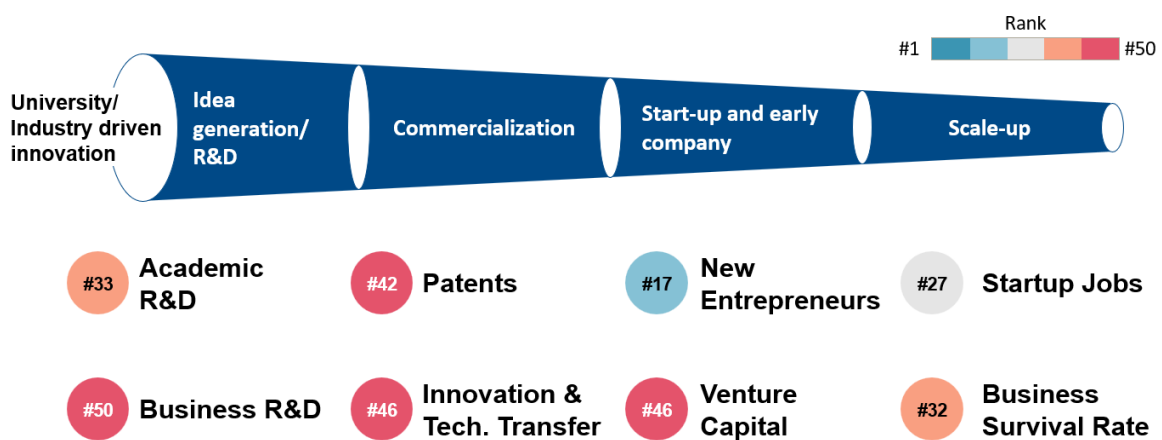 Rank
#1
#50
University/
Industry driven
innovation
Idea
generation/
R&D
Commercialization
Start-up and early
company
Scale-up
#33
Academic
R&D
#42
Patents
#17
New
Entrepreneurs
#27
Startup Jobs
#50
Business R&D
#46
Innovation &
Tech. Transfer
#46
Venture
Capital
#32
Business
Survival Rate